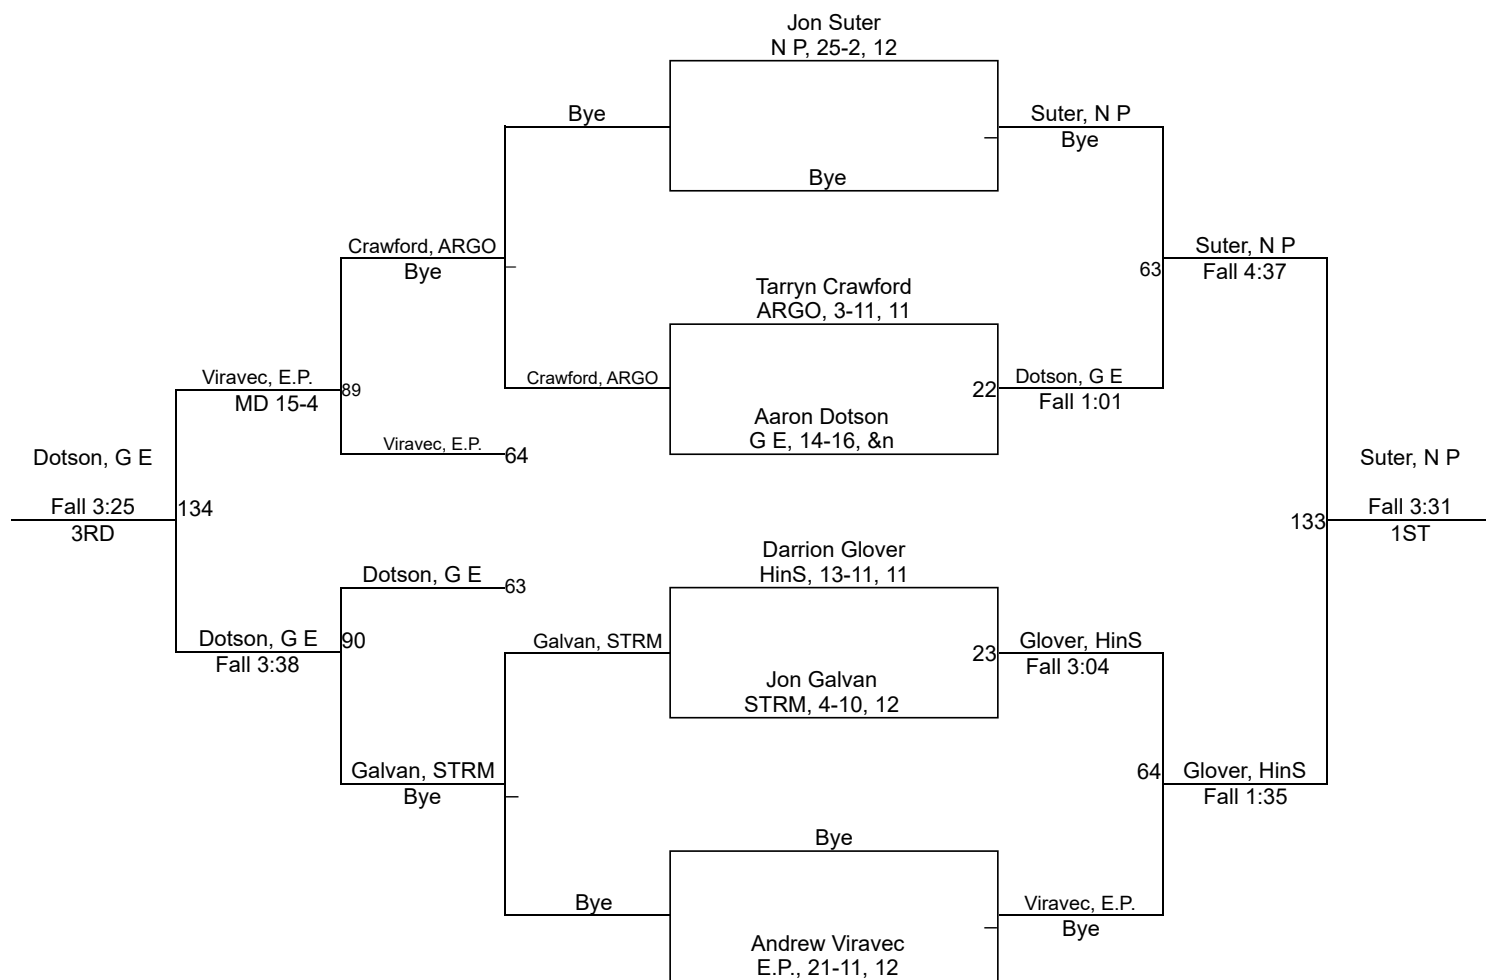 Jon Suter
N P, 25-2, 12
Bye
Suter, N P
Bye
Bye
Crawford, ARGO
Bye
Suter, N P
63
Fall 4:37
Tarryn Crawford
ARGO, 3-11, 11
Viravec, E.P.
89
MD 15-4
Crawford, ARGO
22
Dotson, G E
Fall 1:01
Aaron Dotson
G E, 14-16, &n
Viravec, E.P.
64
Dotson, G E
Suter, N P
Fall 3:25
134
3RD
133
Fall 3:31
1ST
Darrion Glover
HinS, 13-11, 11
Dotson, G E
63
Dotson, G E
90
Fall 3:38
Galvan, STRM
23
Glover, HinS
Fall 3:04
Jon Galvan
STRM, 4-10, 12
Galvan, STRM
Bye
64
Glover, HinS
Fall 1:35
Bye
Bye
Viravec, E.P.
Bye
Andrew Viravec
E.P., 21-11, 12